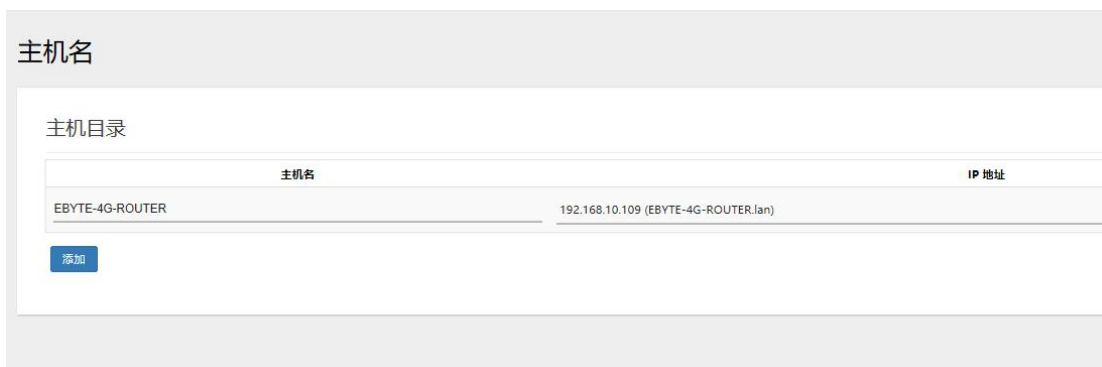 主机名
主机目录
主机名 IP 地址
EBYTE-4G-ROUTER 192.168.10.109 (EBYTE-4G-ROUTER.lan)
添加